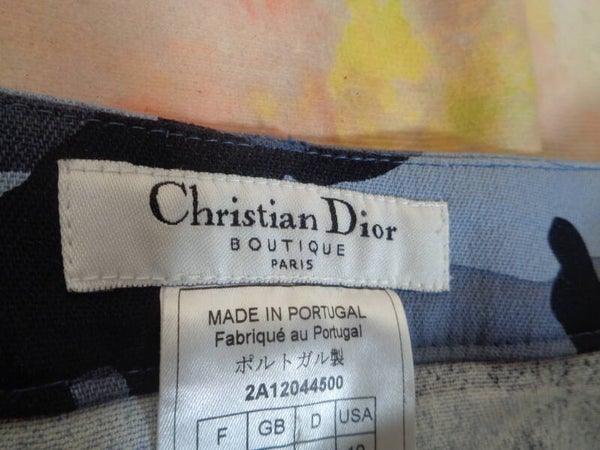 Christian Dior
BOUTIQUE
PARIS
MADE IN PORTUGAL
Fabriqué au Portugal
ポルトガル製
2A12044500
F GB D USA